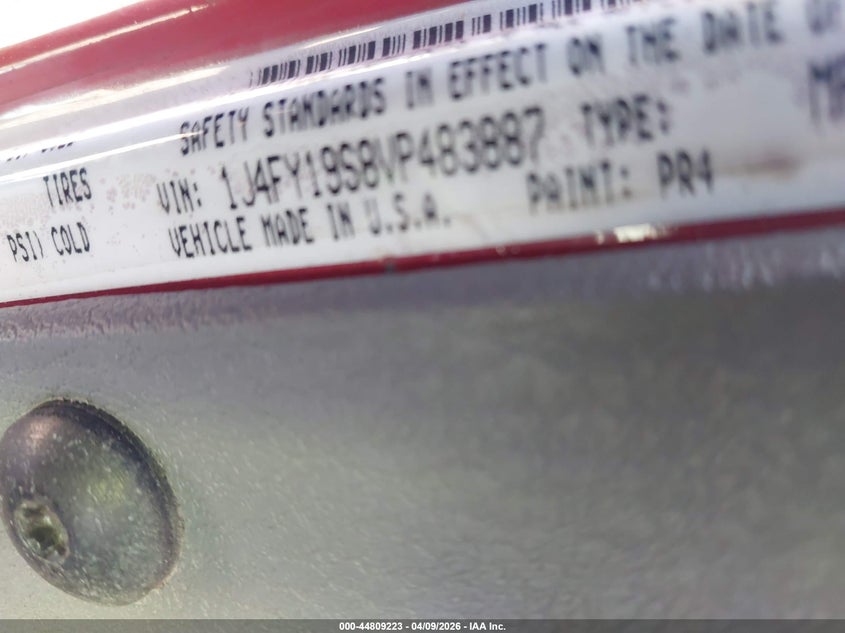 SAFETY STANDARDS IN EFFECT ON THE DATE
TIRES VIN: 1J4FY19S8VP483887 TYPE:
PSI) COLD VEHICLE MADE IN U.S.A. PAINT: PR4
000-44809223 - 04/09/2026 - IAA Inc.